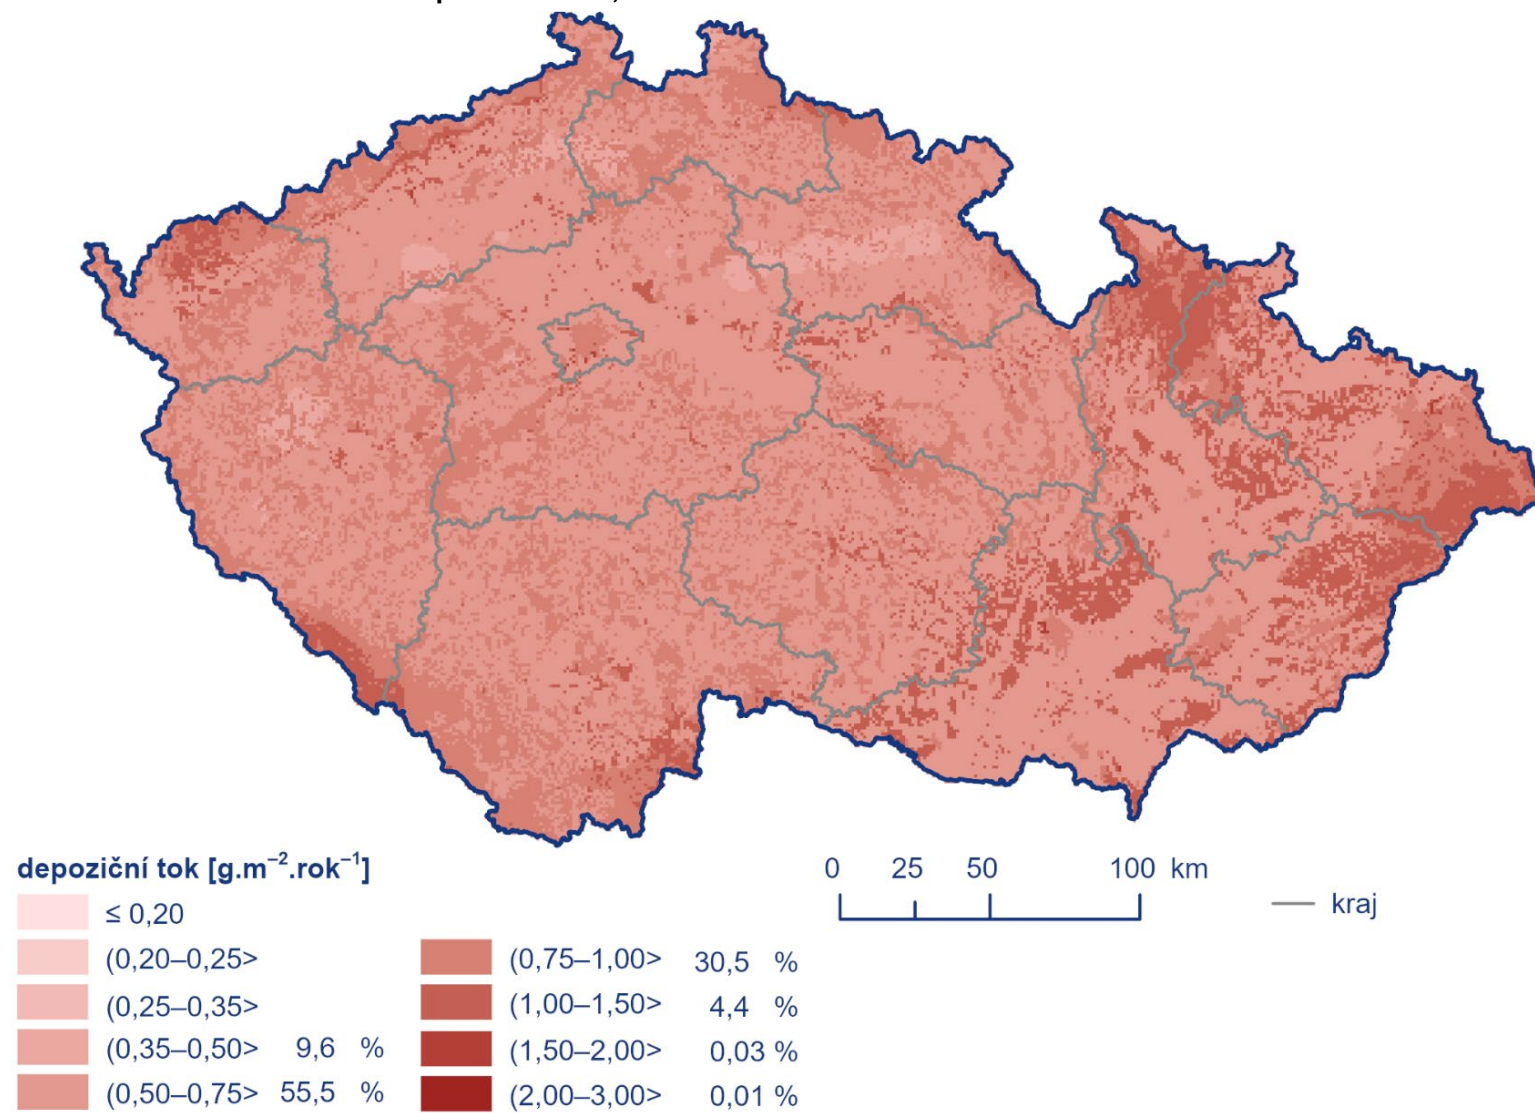 depoziční tok [g.m⁻².rok⁻¹]
≤ 0,20
(0,20–0,25>
(0,25–0,35>
(0,35–0,50> 9,6 %
(0,50–0,75> 55,5 %
(0,75–1,00> 30,5 %
(1,00–1,50> 4,4 %
(1,50–2,00> 0,03 %
(2,00–3,00> 0,01 %
0 25 50 100 km
kraj